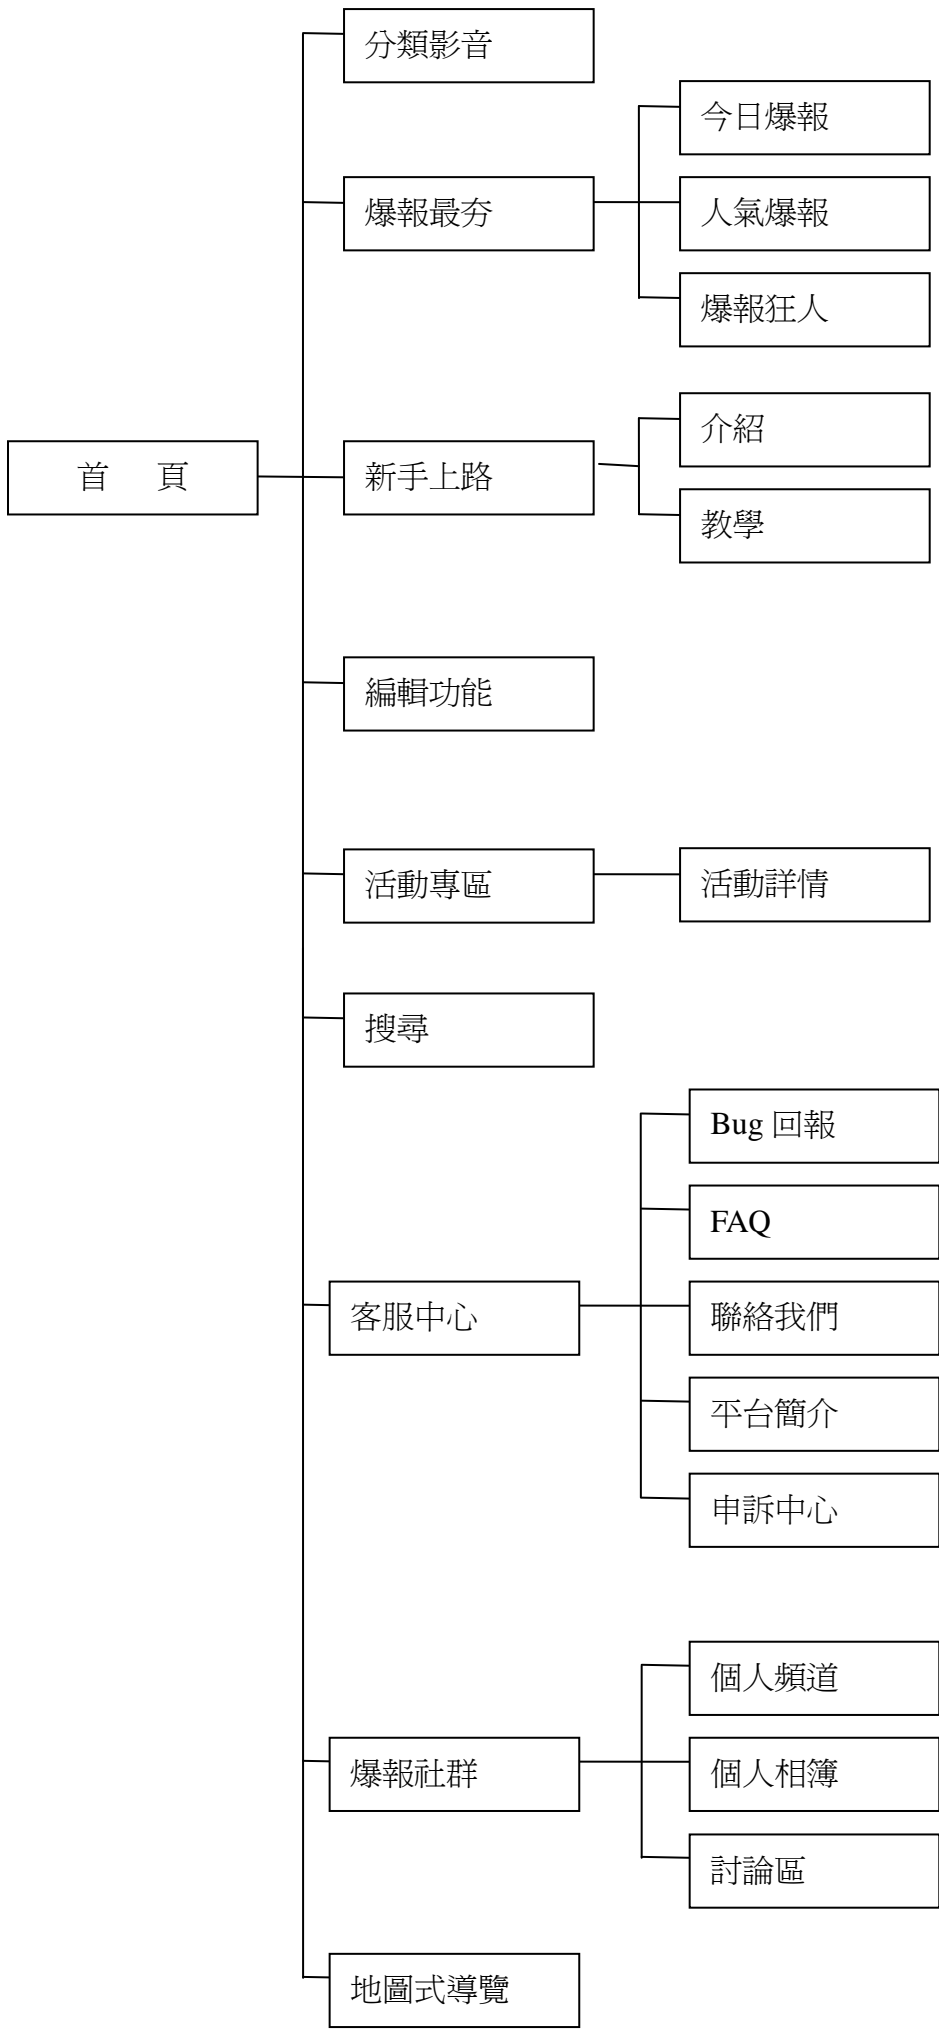 分類影音
今日爆報
爆報最夯
人氣爆報
爆報狂人
介紹
首　頁
新手上路
教學
編輯功能
活動專區
活動詳情
搜尋
Bug 回報
FAQ
客服中心
聯絡我們
平台簡介
申訴中心
個人頻道
爆報社群
個人相簿
討論區
地圖式導覽